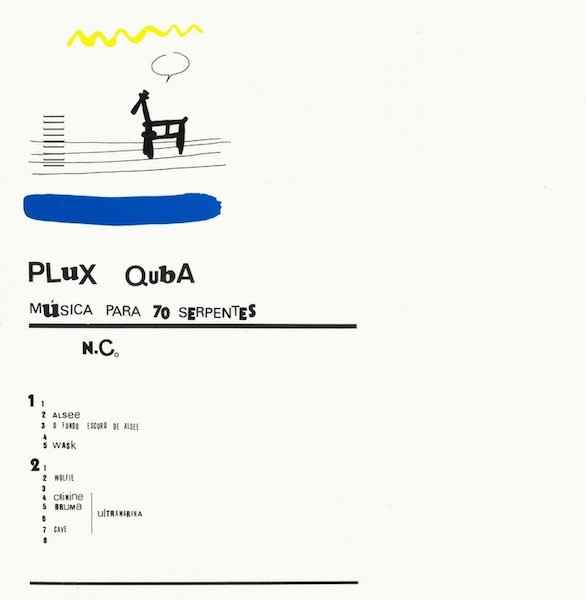 PLuX QubA
MúSICA PARA 70 SERPENTES
N.C.
1 1
2 ALSee
3 O FUNDO ESCURO DE ALSEE
4
5 WASk
2 1
2 WOLFIE
3
4 CRIMINE
5 BRUMA
ulTRAMARINA
6
7 CAVE
8